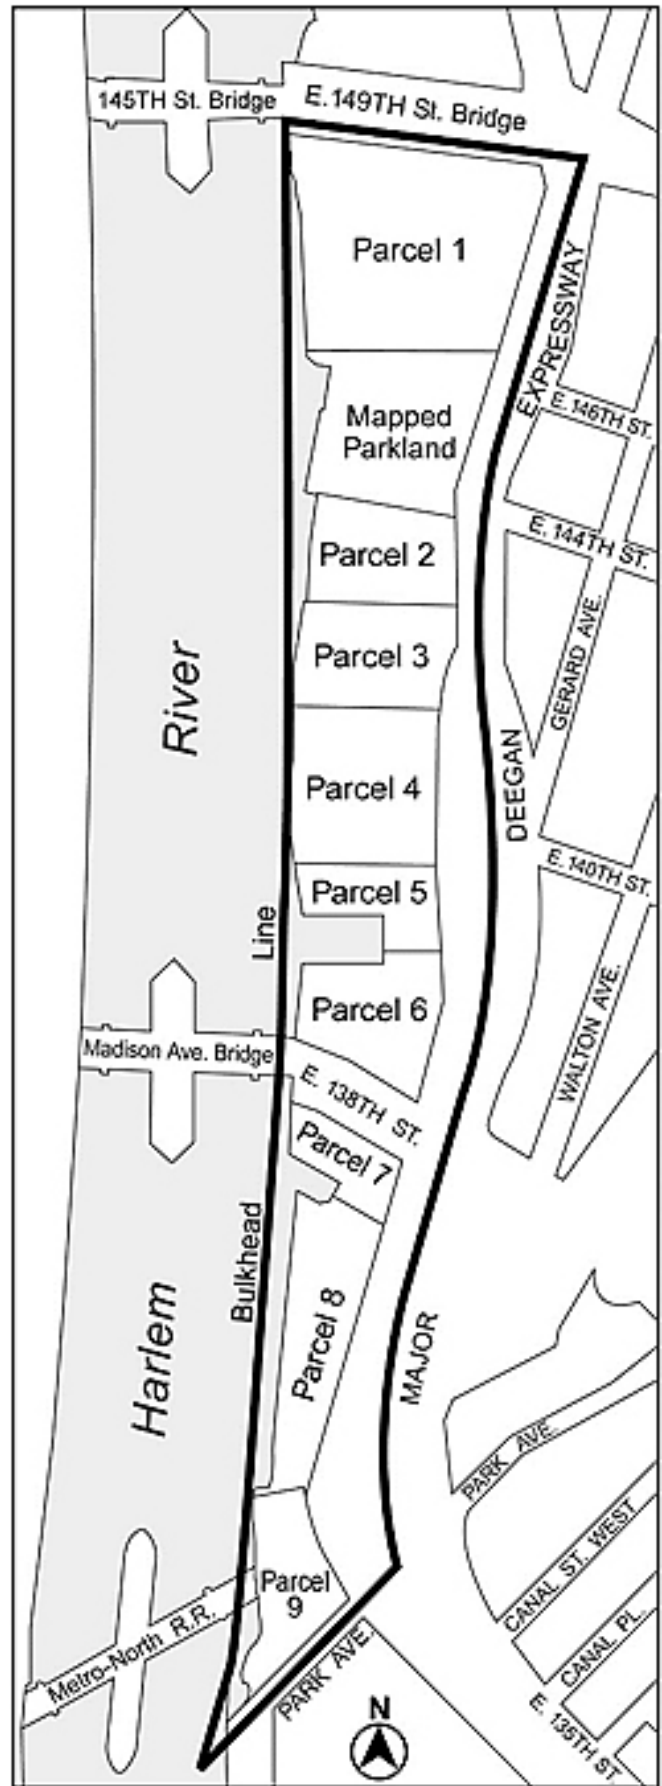 145TH St. Bridge
E. 149TH St. Bridge
Parcel 1
EXPRESSWAY
Mapped
Parkland
E. 146TH ST.
Parcel 2
E. 144TH ST.
Parcel 3
GERARD AVE.
River
DEEGAN
Parcel 4
E. 140TH ST.
Parcel 5
Line
Parcel 6
WALTON AVE.
Madison Ave. Bridge
E. 138TH ST.
Parcel 7
Bulkhead
Parcel 8
Harlem
MAJOR
PARK AVE.
CANAL ST. WEST
Parcel
9
CANAL PL.
Metro-North R.R.
PARK AVE.
E. 135TH ST.
N